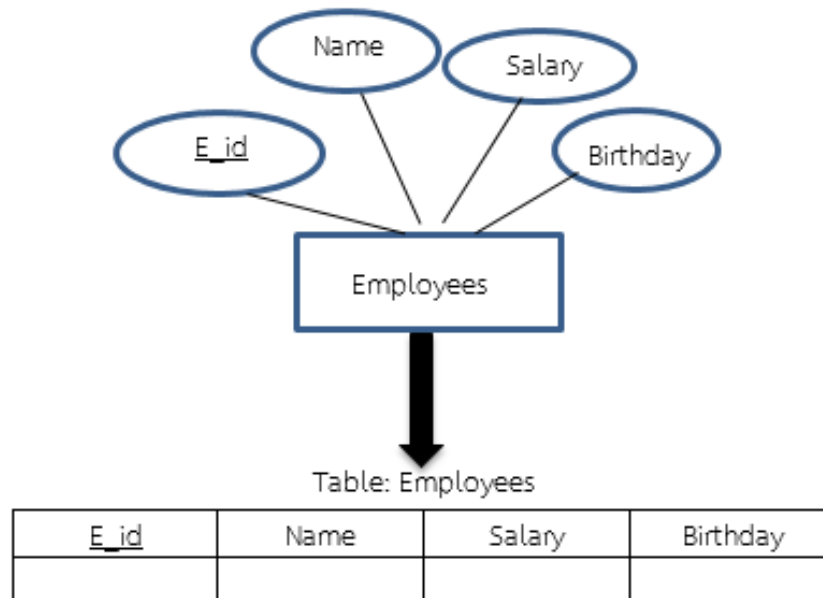 Name
Salary
E_id
Birthday
Employees
Table: Employees
E_id Name Salary Birthday